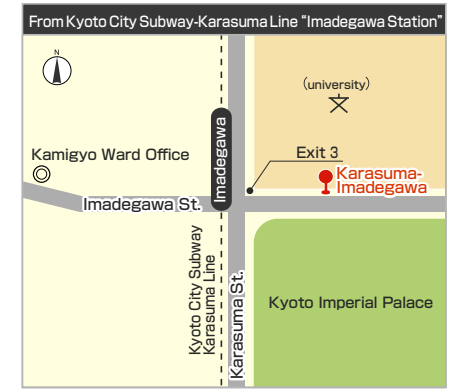 From Kyoto City Subway-Karasuma Line “Imadegawa Station”
N
(university)
文
Imadegawa
Kamigyo Ward Office
Exit 3
Karasuma-
Imadegawa
Imadegawa St.
Kyoto City Subway
Karasuma Line
Karasuma St.
Kyoto Imperial Palace